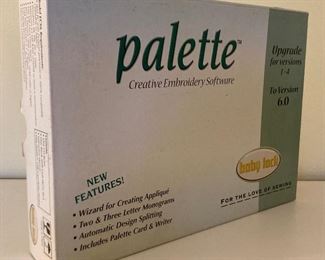 palette™
Creative Embroidery Software
Upgrade
for versions
1-4
To Version
6.0
baby lock
FOR THE LOVE OF SEWING
NEW
FEATURES!
• Wizard for Creating Appliqué
• Two & Three Letter Monograms
• Automatic Design Splitting
• Includes Palette Card & Writer